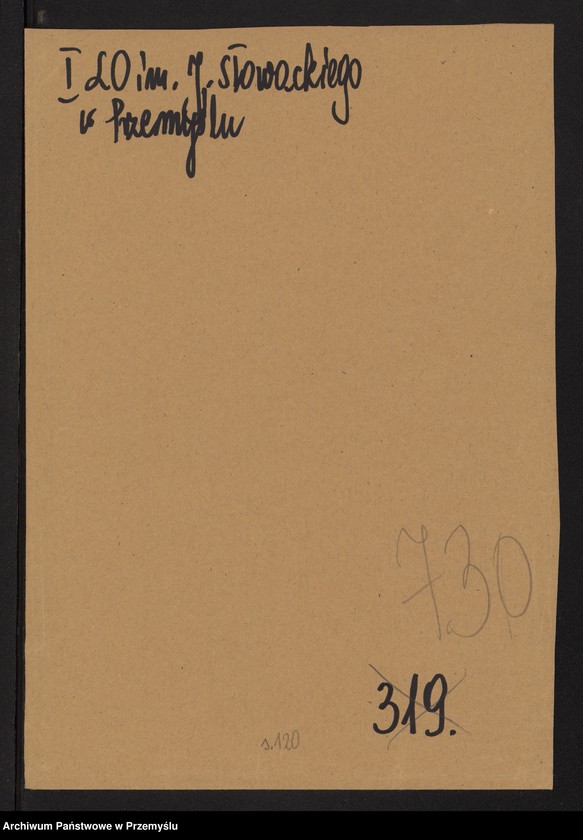 I LO im. J. Słowackiego
w Przemyślu
730
319.
s.120
Archiwum Państwowe w Przemyślu